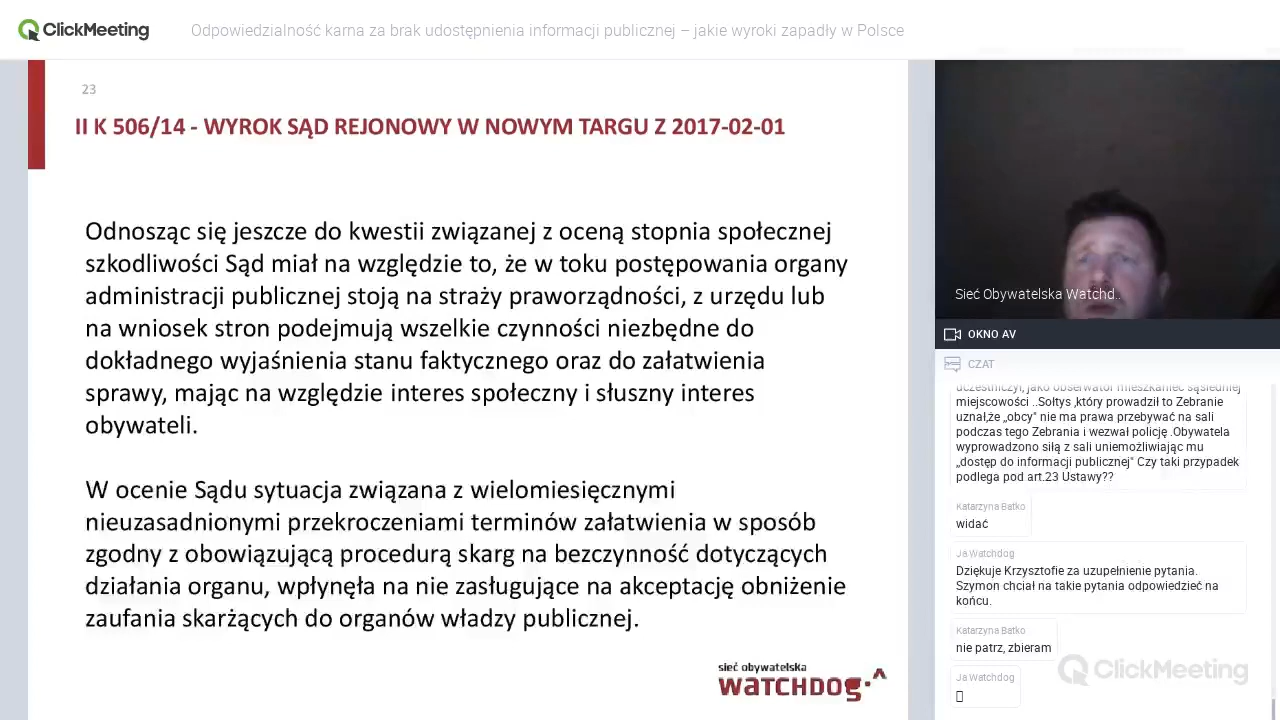 ClickMeeting
Odpowiedzialność karna za brak udostępnienia informacji publicznej – jakie wyroki zapadły w Polsce
23
II K 506/14 - WYROK SĄD REJONOWY W NOWYM TARGU Z 2017-02-01
Odnosząc się jeszcze do kwestii związanej z oceną stopnia społecznej
szkodliwości Sąd miał na względzie to, że w toku postępowania organy
administracji publicznej stoją na straży praworządności, z urzędu lub
na wniosek stron podejmują wszelkie czynności niezbędne do
dokładnego wyjaśnienia stanu faktycznego oraz do załatwienia
sprawy, mając na względzie interes społeczny i słuszny interes
obywateli.
W ocenie Sądu sytuacja związana z wielomiesięcznymi
nieuzasadnionymi przekroczeniami terminów załatwienia w sposób
zgodny z obowiązującą procedurą skarg na bezczynność dotyczących
działania organu, wpłynęła na nie zasługujące na akceptację obniżenie
zaufania skarżących do organów władzy publicznej.
sieć obywatelska
WATCHDOG
Sieć Obywatelska Watchd..
OKNO AV
CZAT
uczestniczył, jako obserwator mieszkaniec sąsiedniej
miejscowości ..Sołtys ,który prowadził to Zebranie
uznał,że „obcy" nie ma prawa przebywać na sali
podczas tego Zebrania i wezwał policję .Obywatela
wyprowadzono siłą z sali uniemożliwiając mu
„dostęp do informacji publicznej" Czy taki przypadek
podlega pod art.23 Ustawy??
Katarzyna Batko
widać
Ja Watchdog
Dziękuje Krzysztofie za uzupełnienie pytania.
Szymon chciał na takie pytania odpowiedzieć na
końcu.
Katarzyna Batko
nie patrz, zbieram
Ja Watchdog
ClickMeeting